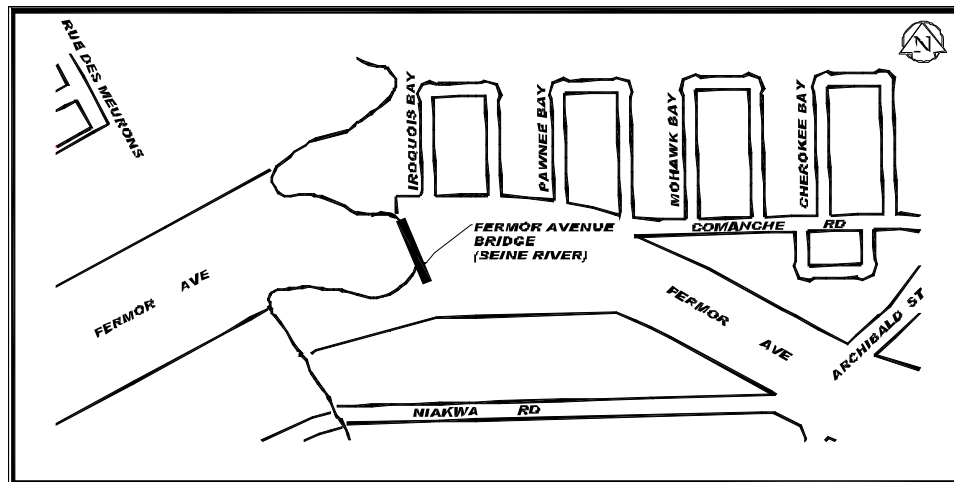 RUE DES MEURONS
N
IROQUOIS BAY
PAWNEE BAY
MOHAWK BAY
CHEROKEE BAY
COMANCHE RD
FERMOR AVENUE
BRIDGE
(SEINE RIVER)
FERMOR AVE
FERMOR AVE
ARCHIBALD ST
NIAKWA RD